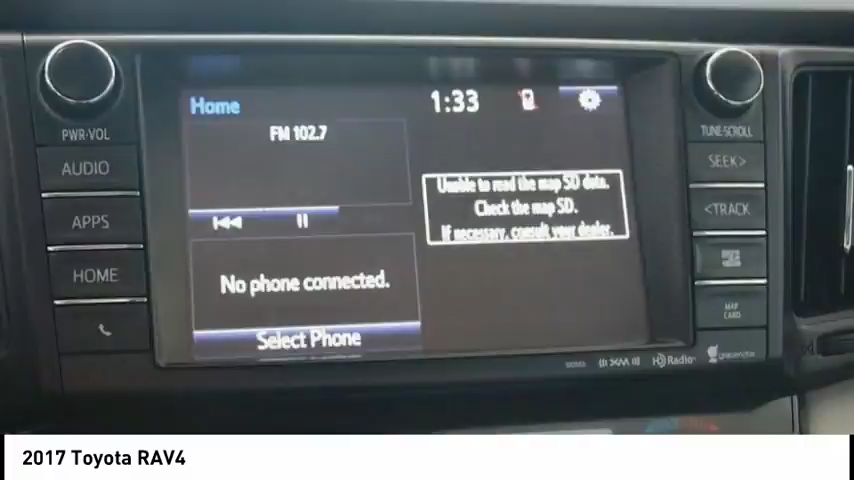 Home
1:33
FM 102.7
Unable to read the map SD data.
Check the map SD.
If necessary, consult your dealer.
No phone connected.
Select Phone
PWR·VOL
AUDIO
APPS
HOME
TUNE·SCROLL
SEEK>
<TRACK
MAP
CARD
((XM))
HD Radio
gracenote
2017 Toyota RAV4